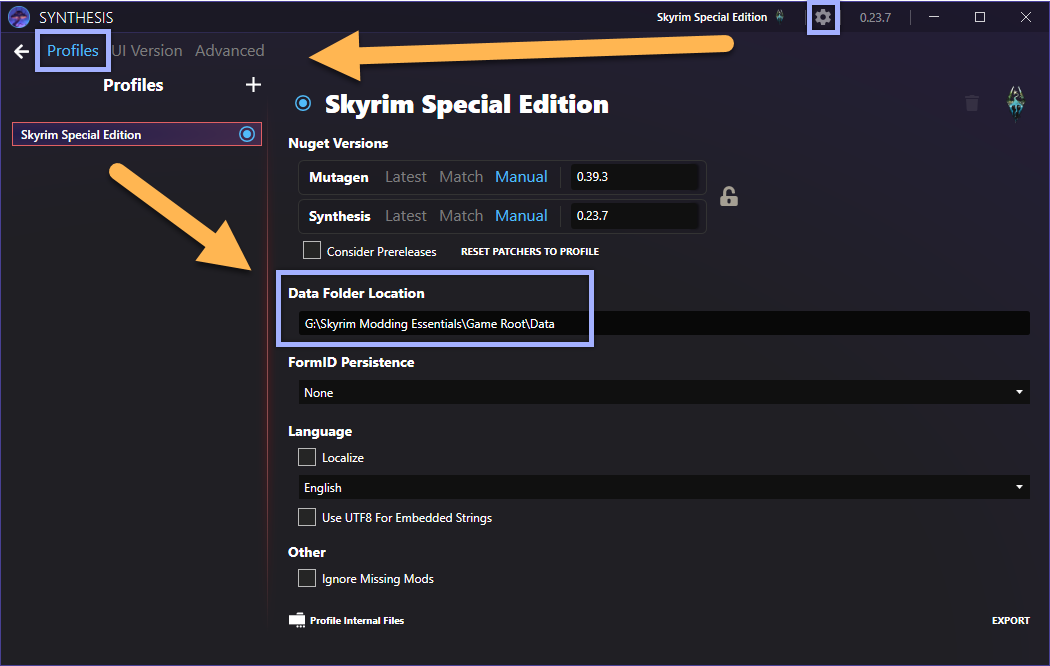 SYNTHESIS
Skyrim Special Edition 0.23.7
Profiles UI Version Advanced
Profiles
Skyrim Special Edition
Skyrim Special Edition
Nuget Versions
Mutagen Latest Match Manual 0.39.3
Synthesis Latest Match Manual 0.23.7
Consider Prereleases RESET PATCHERS TO PROFILE
Data Folder Location
G:\Skyrim Modding Essentials\Game Root\Data
FormID Persistence
None
Language
Localize
English
Use UTF8 For Embedded Strings
Other
Ignore Missing Mods
Profile Internal Files EXPORT